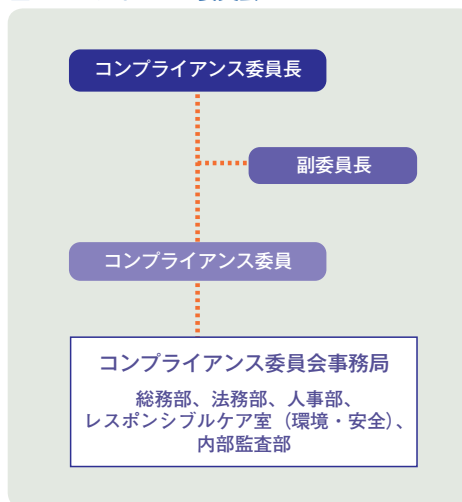 コンプライアンス委員長
副委員長
コンプライアンス委員
コンプライアンス委員会事務局
総務部、法務部、人事部、
レスポンシブルケア室（環境・安全）、
内部監査部